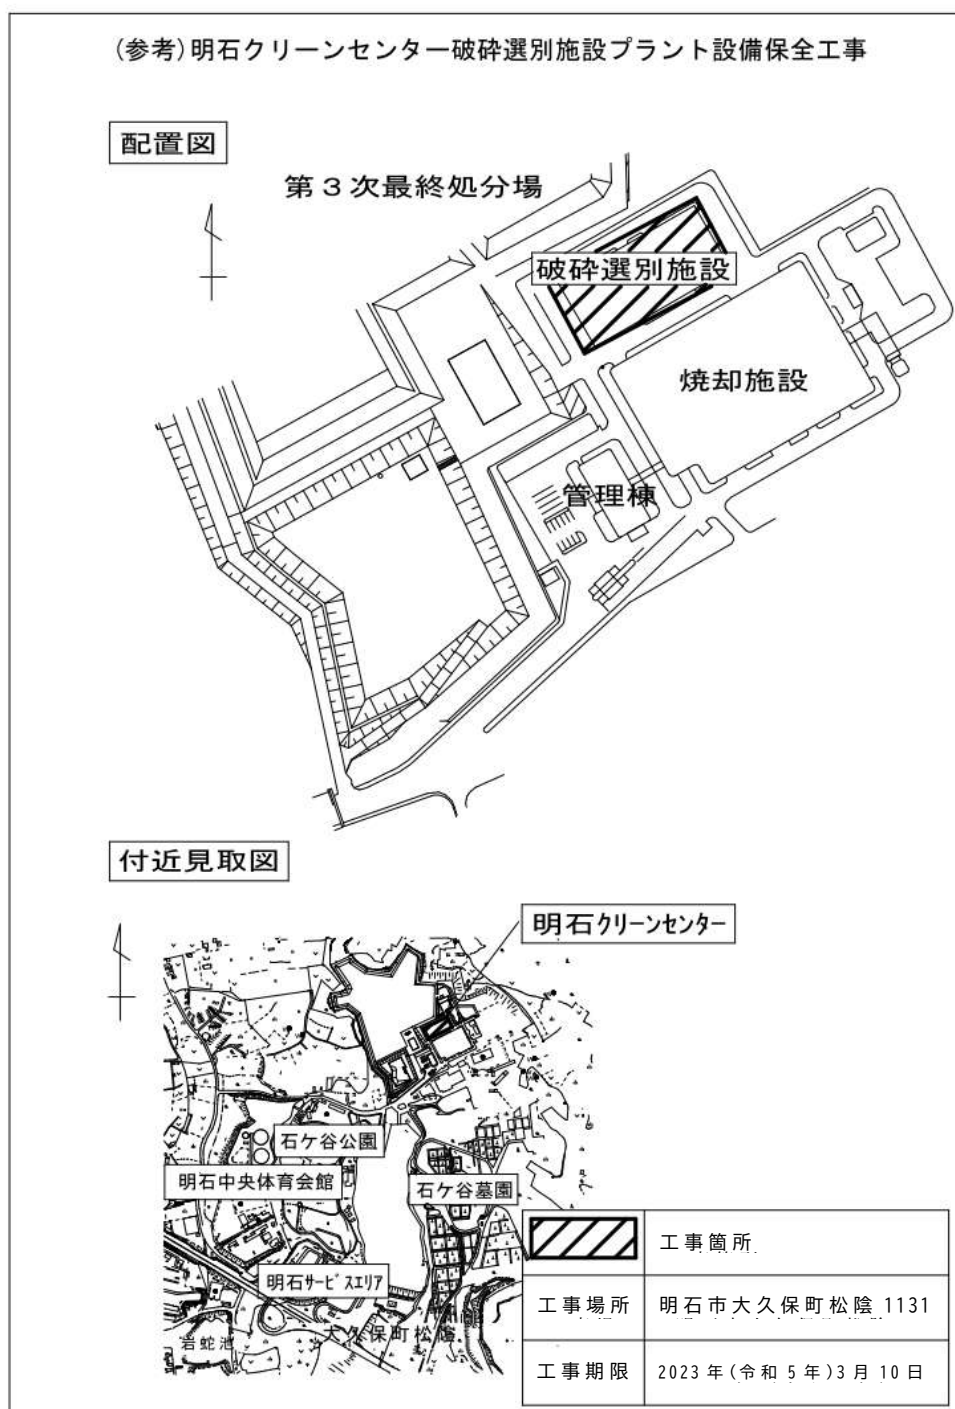 (参考)明石クリーンセンター破砕選別施設プラント設備保全工事
配置図
第3次最終処分場
破砕選別施設
焼却施設
管理棟
付近見取図
明石クリーンセンター
石ケ谷公園
明石中央体育会館
石ケ谷墓園
明石サービスエリア
大久保町松陰
岩蛇池
工事箇所
工事場所 明石市大久保町松陰 1131
工事期限 2023 年(令和 5 年)3 月 10 日